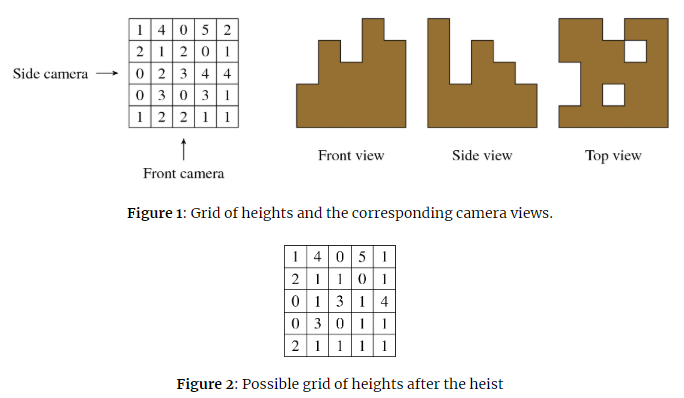 1 4 0 5 2
2 1 2 0 1
Side camera
0 2 3 4 4
0 3 0 3 1
1 2 2 1 1
Front view Side view Top view
Front camera
Figure 1: Grid of heights and the corresponding camera views.
1 4 0 5 1
2 1 1 0 1
0 1 3 1 4
0 3 0 1 1
2 1 1 1 1
Figure 2: Possible grid of heights after the heist